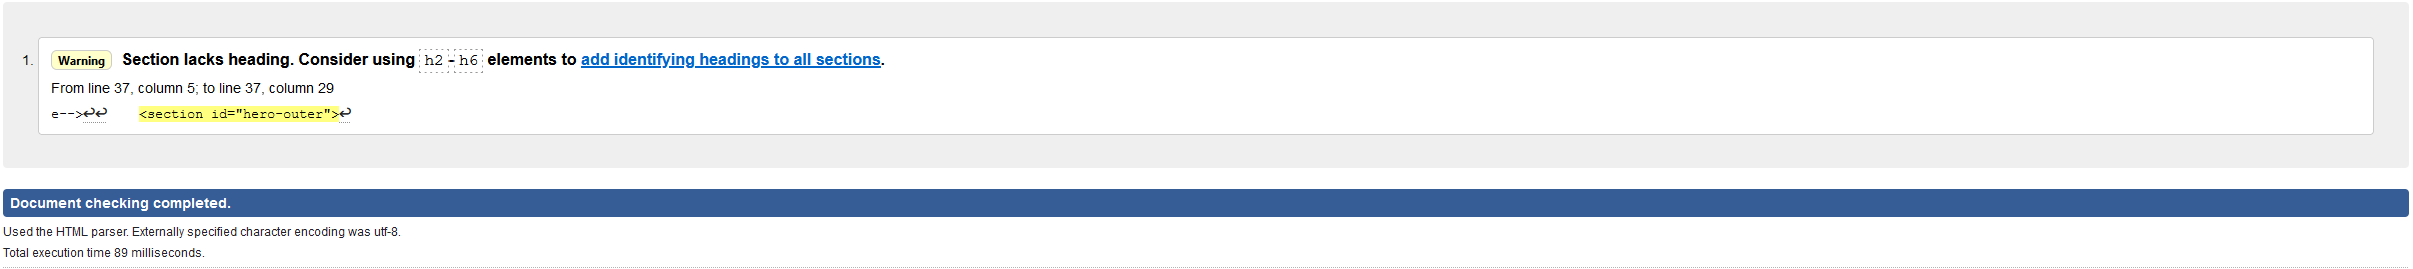 1. Warning Section lacks heading. Consider using h2-h6 elements to add identifying headings to all sections.
From line 37, column 5; to line 37, column 29
e-->↩↩    <section id="hero-outer">↩
Document checking completed.
Used the HTML parser. Externally specified character encoding was utf-8.
Total execution time 89 milliseconds.